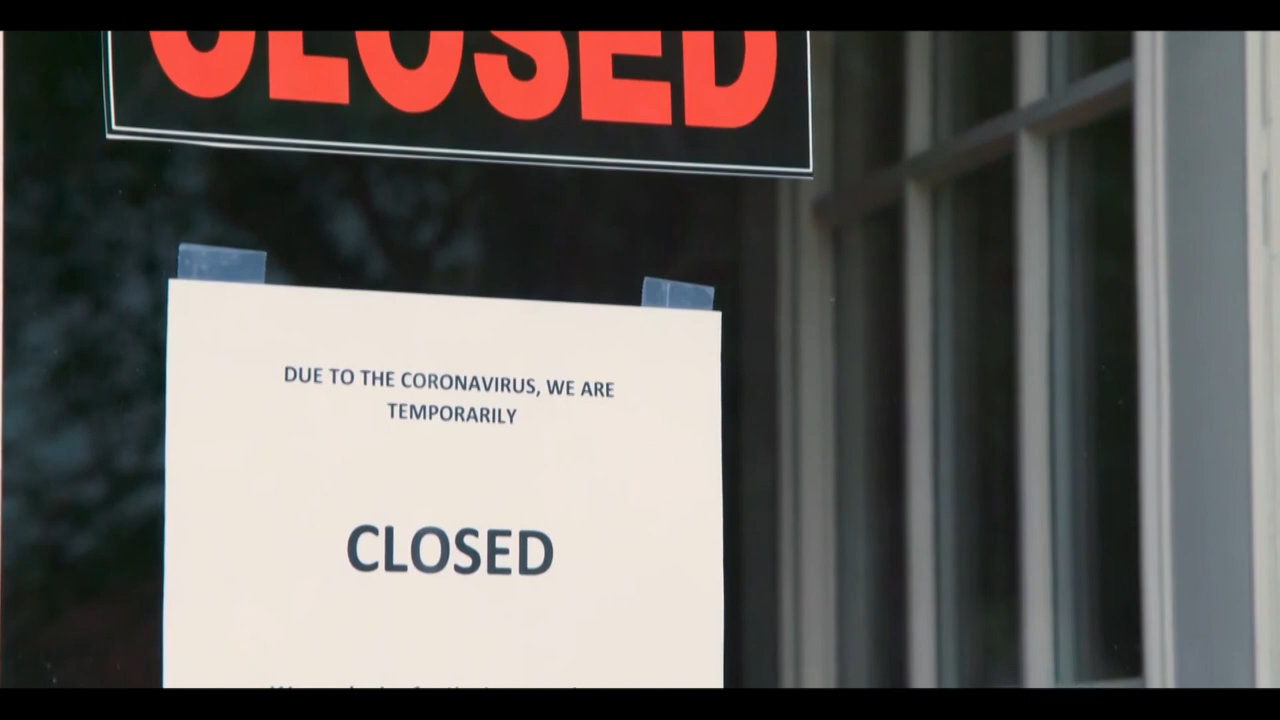 CLOSED
DUE TO THE CORONAVIRUS, WE ARE
TEMPORARILY
CLOSED